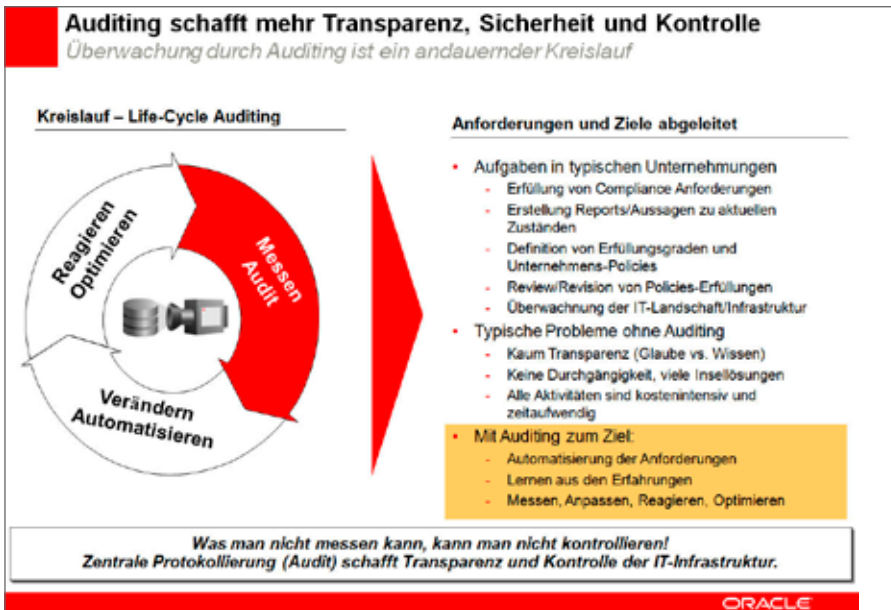 Auditing schafft mehr Transparenz, Sicherheit und Kontrolle
Überwachung durch Auditing ist ein andauernder Kreislauf
Kreislauf – Life-Cycle Auditing
Reagieren
Optimieren
Messen
Audit
Verändern
Automatisieren
Anforderungen und Ziele abgeleitet
• Aufgaben in typischen Unternehmungen
- Erfüllung von Compliance Anforderungen
- Erstellung Reports/Aussagen zu aktuellen
Zuständen
- Definition von Erfüllungsgraden und
Unternehmens-Policies
- Review/Revision von Policies-Erfüllungen
- Überwachnung der IT-Landschaft/Infrastruktur
• Typische Probleme ohne Auditing
- Kaum Transparenz (Glaube vs. Wissen)
- Keine Durchgängigkeit, viele Insellösungen
- Alle Aktivitäten sind kostenintensiv und
zeitaufwendig
• Mit Auditing zum Ziel:
- Automatisierung der Anforderungen
- Lernen aus den Erfahrungen
- Messen, Anpassen, Reagieren, Optimieren
Was man nicht messen kann, kann man nicht kontrollieren!
Zentrale Protokollierung (Audit) schafft Transparenz und Kontrolle der IT-Infrastruktur.
ORACLE